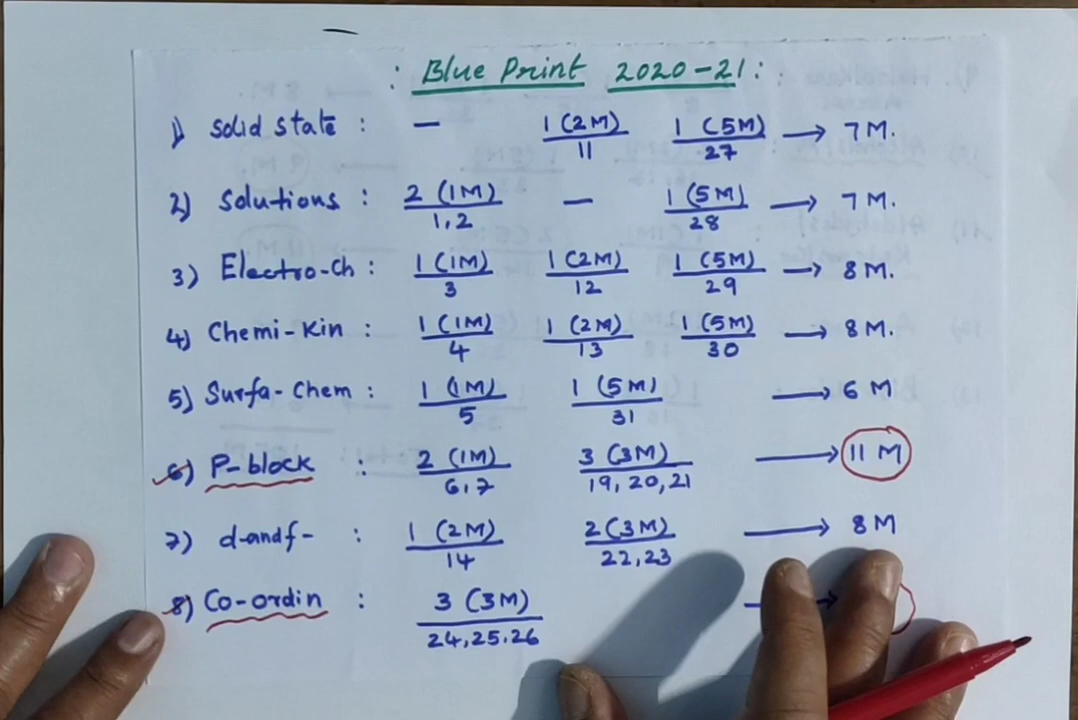 : Blue Print 2020-21:
1) Solid State : — 1 (2M)/11 1 (5M)/27 → 7 M.
2) Solutions : 2 (1M)/1,2 — 1 (5M)/28 → 7 M.
3) Electro-Ch : 1 (1M)/3 1 (2M)/12 1 (5M)/29 → 8 M.
4) Chemi-Kin : 1 (1M)/4 1 (2M)/13 1 (5M)/30 → 8 M.
5) Surfa-Chem : 1 (1M)/5 1 (5M)/31 → 6 M
6) P-block : 2 (1M)/6,7 3 (3M)/19, 20, 21 → 11 M
7) d-andf- : 1 (2M)/14 2 (3M)/22,23 → 8 M
8) Co-ordin : 3 (3M)/24,25.26 →